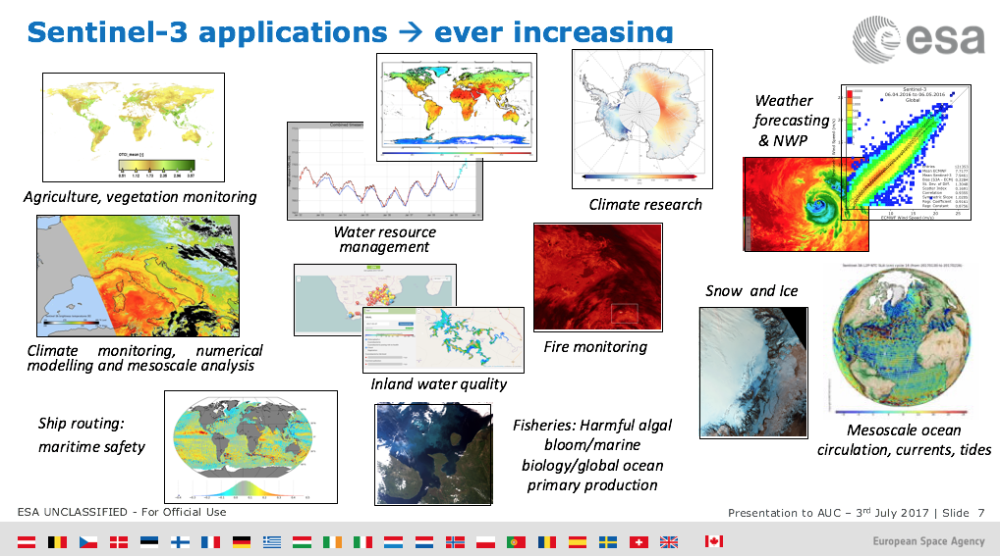 Sentinel-3 applications → ever increasing
esa
Weather
forecasting
& NWP
Sentinel-3
06.04.2016 to 06.05.2016
Global
ECMWF Wind Speed (m/s)
OTCI_mean [-]
Agriculture, vegetation monitoring
Climate research
Water resource
management
Snow and Ice
Climate monitoring, numerical
modelling and mesoscale analysis
Fire monitoring
Inland water quality
Ship routing:
maritime safety
Fisheries: Harmful algal
bloom/marine
biology/global ocean
primary production
Mesoscale ocean
circulation, currents, tides
ESA UNCLASSIFIED - For Official Use
Presentation to AUC – 3rd July 2017 | Slide 7
European Space Agency